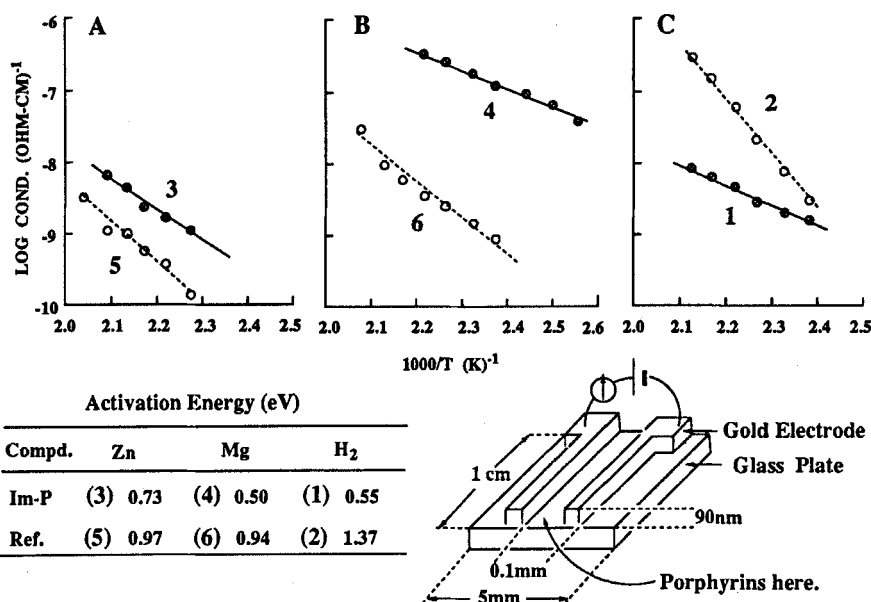 A
B
C
LOG COND. (OHM-CM)-1
-6
-7
-8
-9
-10
3
5
4
6
2
1
2.0 2.1 2.2 2.3 2.4 2.5
2.1 2.2 2.3 2.4 2.5 2.6
2.1 2.2 2.3 2.4 2.5
1000/T (K)-1
Activation Energy (eV)
Compd. Zn Mg H2
Im-P (3) 0.73 (4) 0.50 (1) 0.55
Ref. (5) 0.97 (6) 0.94 (2) 1.37
Gold Electrode
Glass Plate
1 cm
90nm
0.1mm
5mm
Porphyrins here.